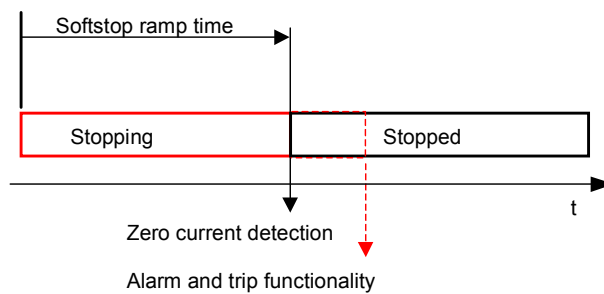 Softstop ramp time
Stopping
Stopped
t
Zero current detection
Alarm and trip functionality